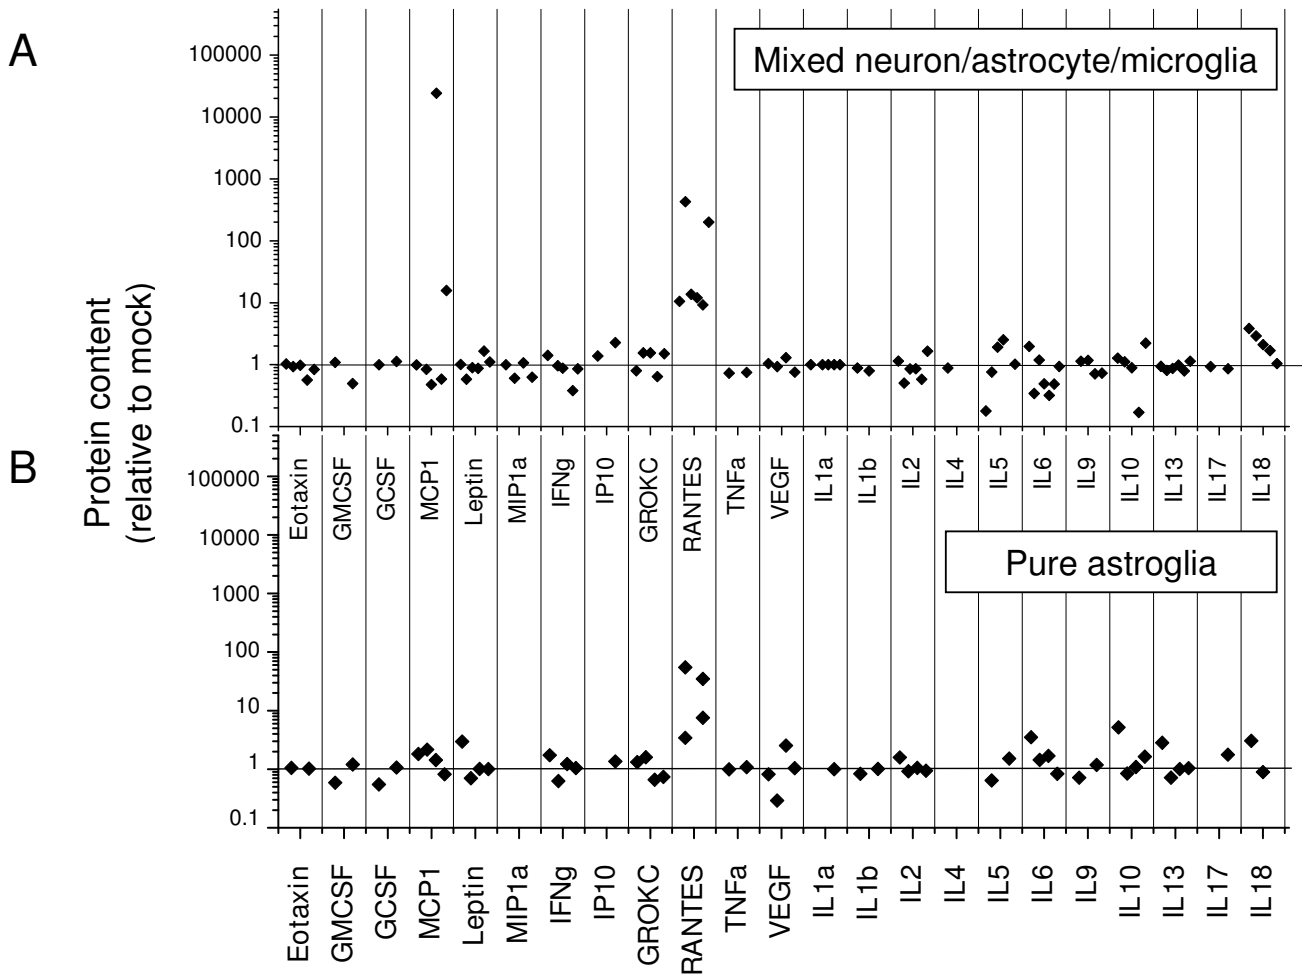 A
Mixed neuron/astrocyte/microglia
100000
10000
1000
100
10
1
0.1
Protein content
(relative to mock)
Eotaxin
GMCSF
GCSF
MCP1
Leptin
MIP1a
IFNg
IP10
GROKC
RANTES
TNFa
VEGF
IL1a
IL1b
IL2
IL4
IL5
IL6
IL9
IL10
IL13
IL17
IL18
B
Pure astroglia
100000
10000
1000
100
10
1
0.1
Eotaxin
GMCSF
GCSF
MCP1
Leptin
MIP1a
IFNg
IP10
GROKC
RANTES
TNFa
VEGF
IL1a
IL1b
IL2
IL4
IL5
IL6
IL9
IL10
IL13
IL17
IL18